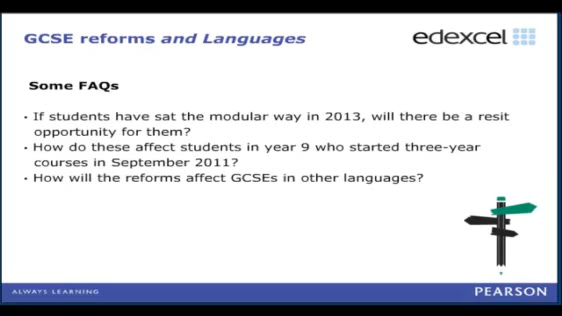 GCSE reforms and Languages
edexcel
Some FAQs
• If students have sat the modular way in 2013, will there be a resit
opportunity for them?
• How do these affect students in year 9 who started three-year
courses in September 2011?
• How will the reforms affect GCSEs in other languages?
ALWAYS LEARNING
PEARSON